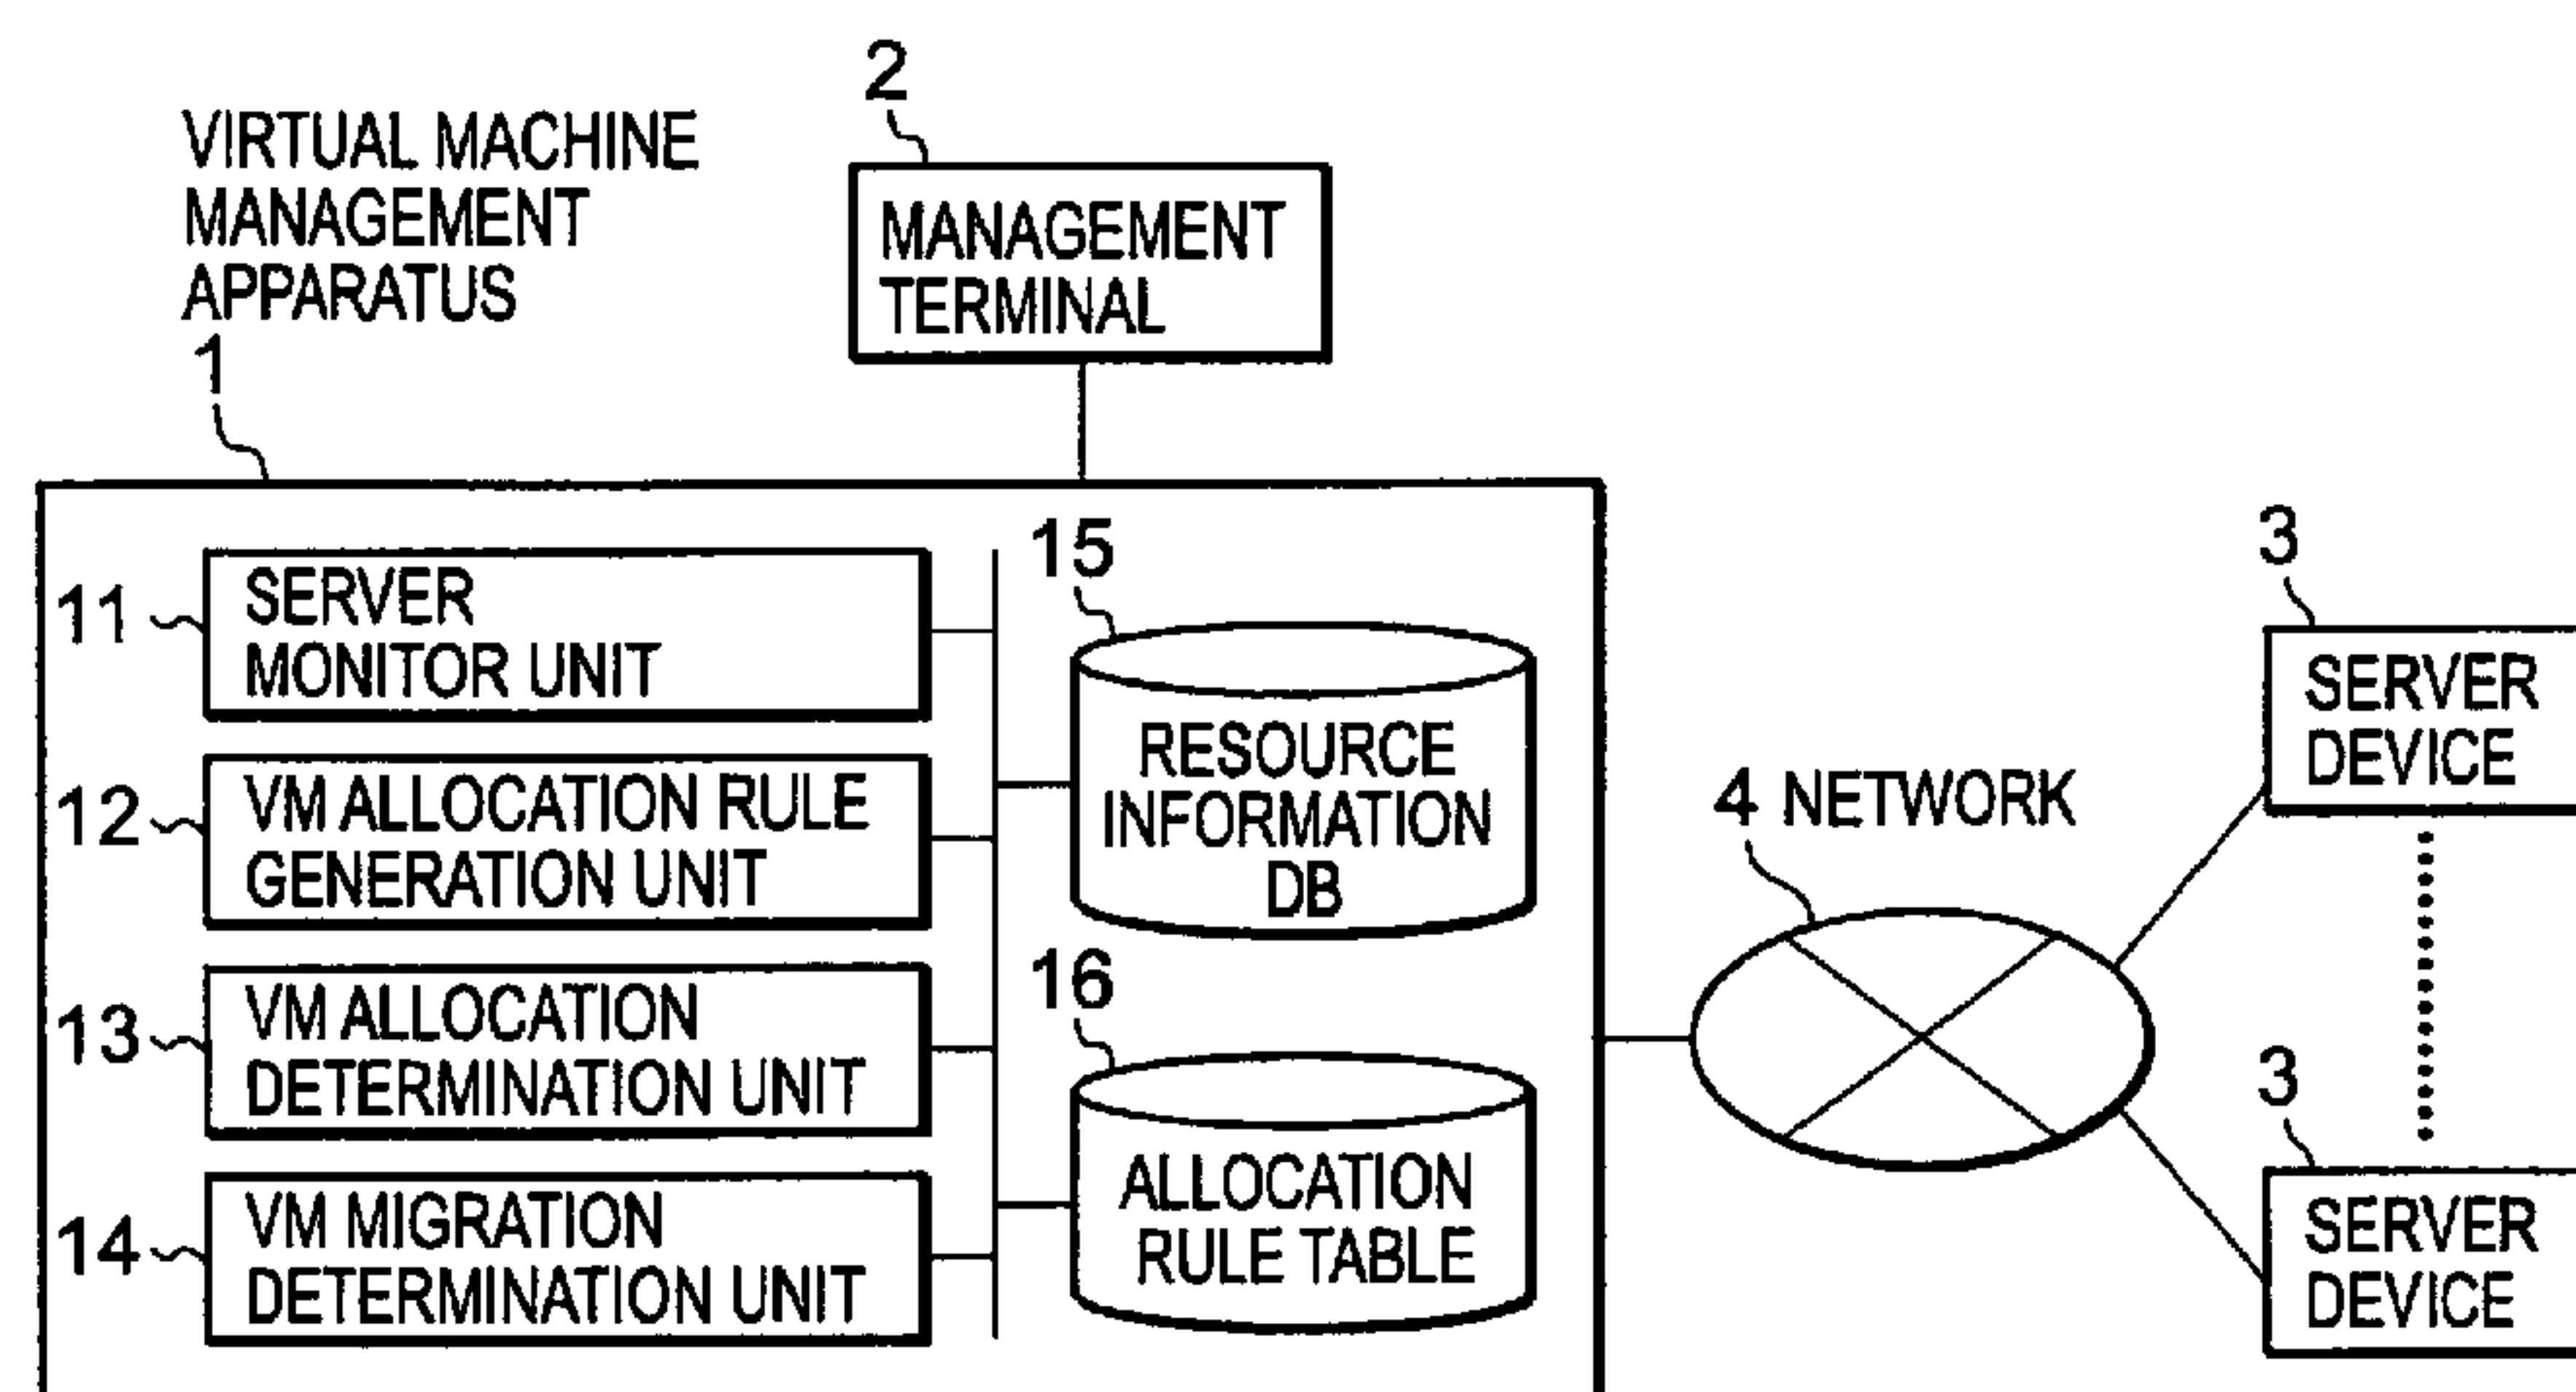 2
VIRTUAL MACHINE
MANAGEMENT
APPARATUS
1
MANAGEMENT
TERMINAL
11
SERVER
MONITOR UNIT
12
VM ALLOCATION RULE
GENERATION UNIT
13
VM ALLOCATION
DETERMINATION UNIT
14
VM MIGRATION
DETERMINATION UNIT
15
RESOURCE
INFORMATION
DB
16
ALLOCATION
RULE TABLE
4 NETWORK
3
SERVER
DEVICE
3
SERVER
DEVICE